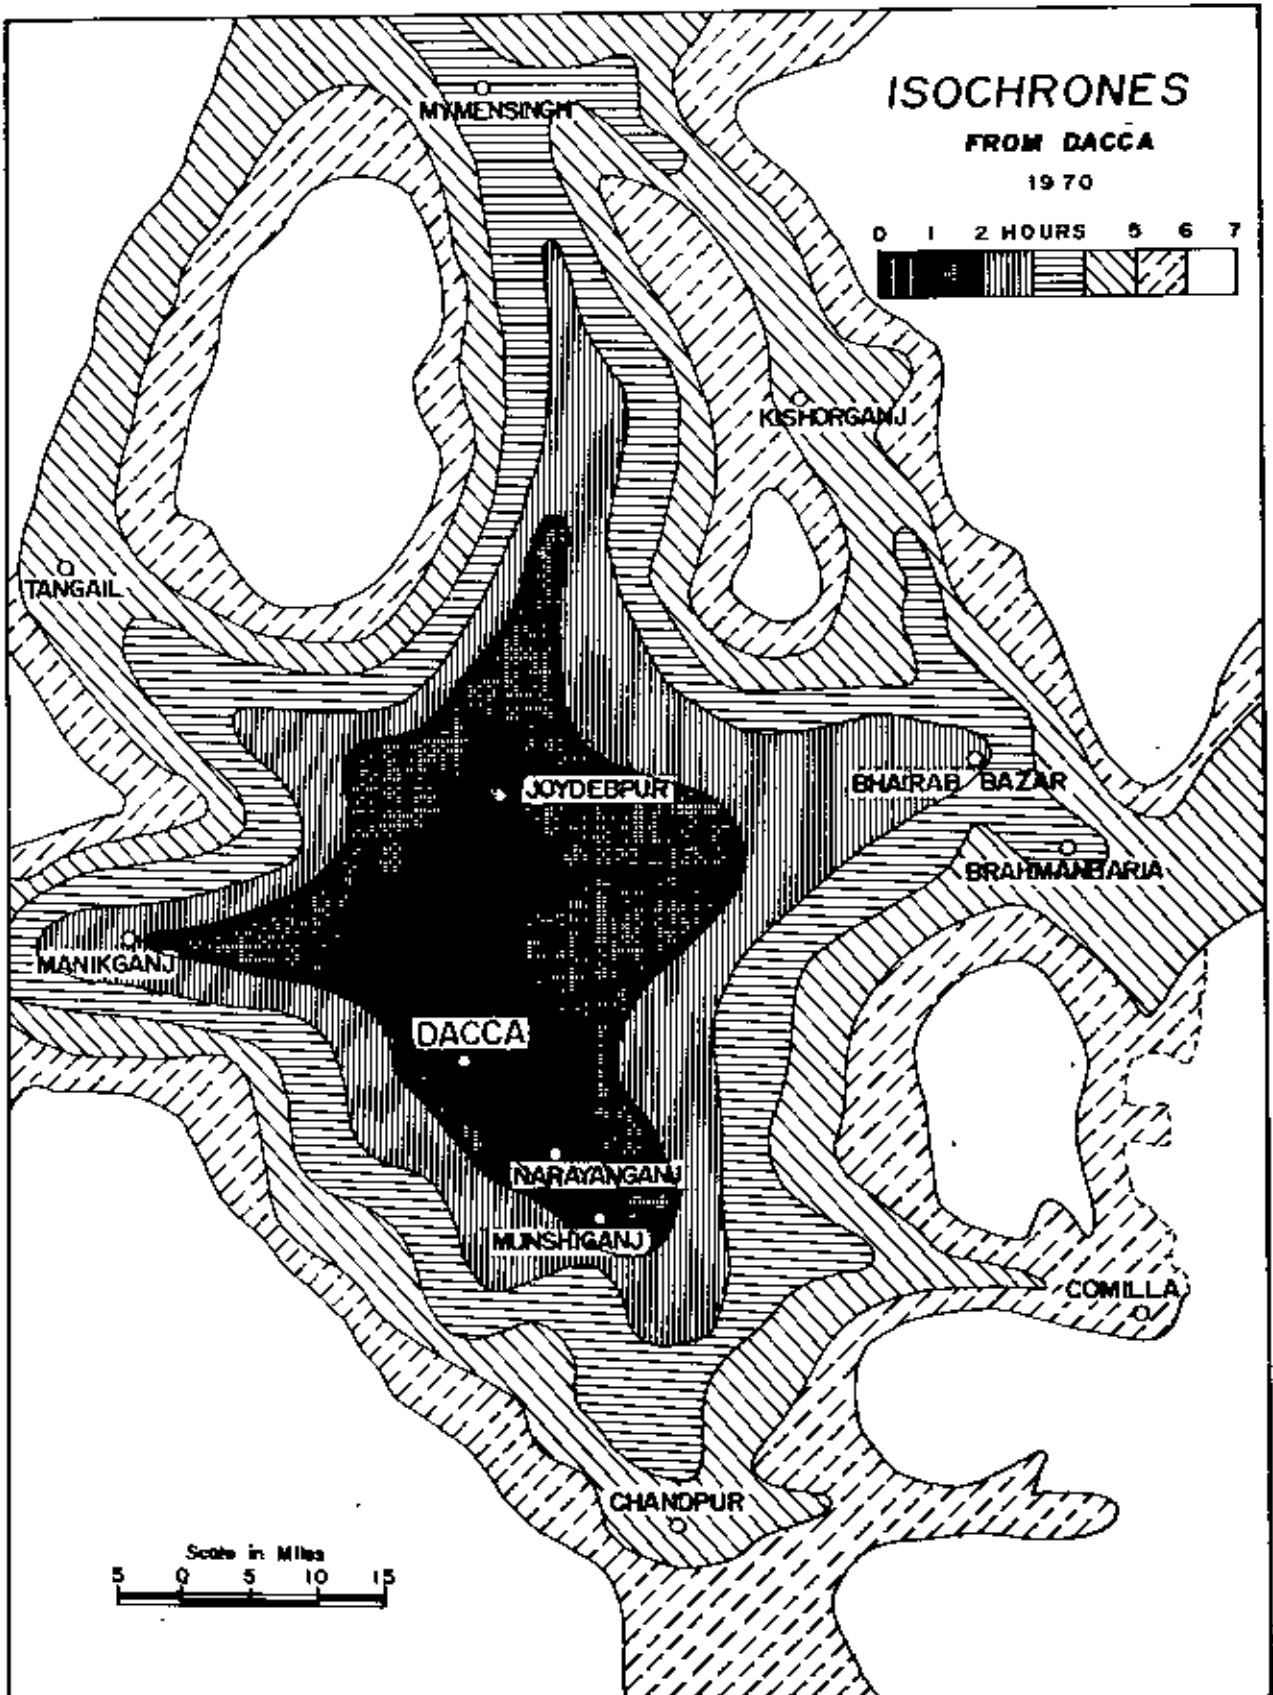 ISOCHRONES
FROM DACCA
1970
0 1 2 HOURS 5 6 7
MYMENSINGH
KISHORGANJ
TANGAIL
JOYDEBPUR
BHAIRAB BAZAR
BRAHMANBARIA
MANIKGANJ
DACCA
NARAYANGANJ
MUNSHIGANJ
COMILLA
CHANDPUR
Scale in Miles
5 0 5 10 15